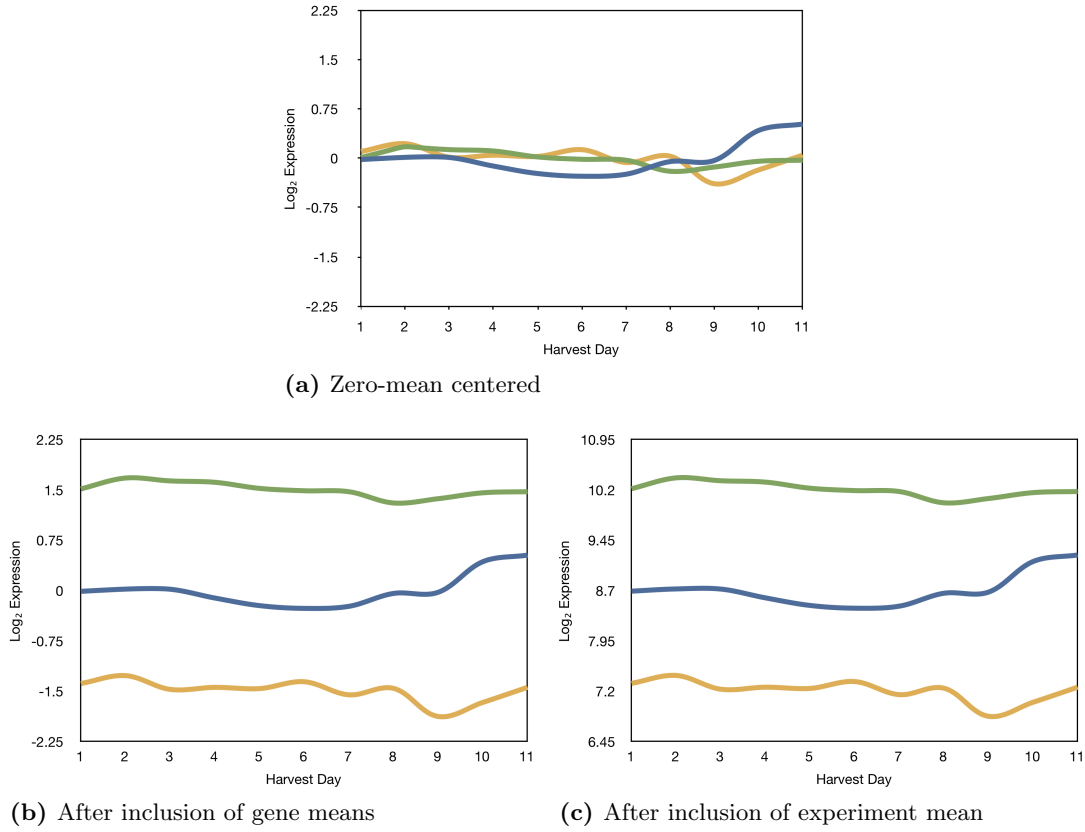 2.25
1.5
0.75
0
-0.75
-1.5
-2.25
Log₂ Expression
1 2 3 4 5 6 7 8 9 10 11
Harvest Day
(a) Zero-mean centered
2.25
1.5
0.75
0
-0.75
-1.5
-2.25
Log₂ Expression
1 2 3 4 5 6 7 8 9 10 11
Harvest Day
(b) After inclusion of gene means
10.95
10.2
9.45
8.7
7.95
7.2
6.45
Log₂ Expression
1 2 3 4 5 6 7 8 9 10 11
Harvest Day
(c) After inclusion of experiment mean